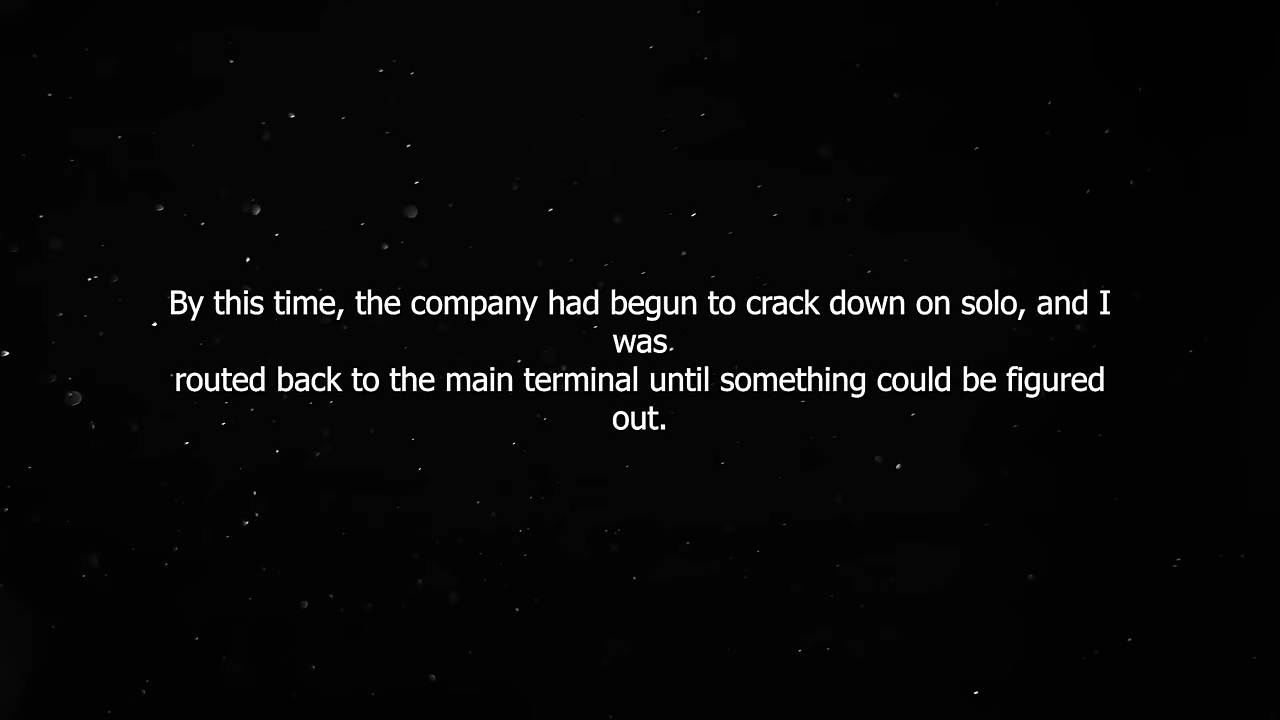 By this time, the company had begun to crack down on solo, and I
was
routed back to the main terminal until something could be figured
out.